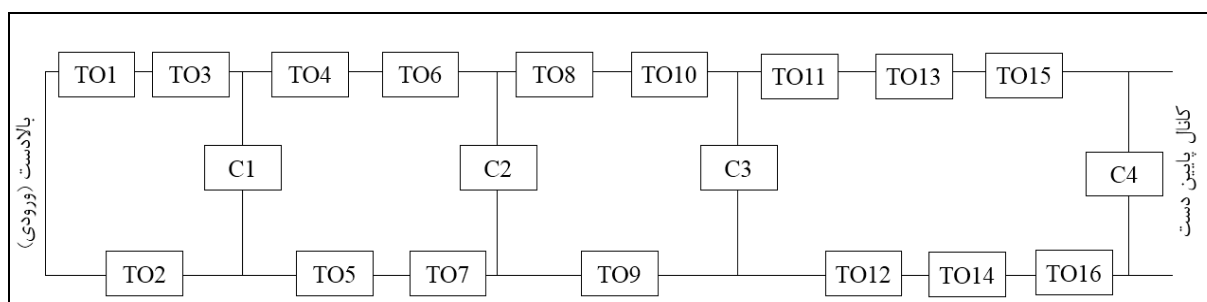 TO1 TO3 TO4 TO6 TO8 TO10 TO11 TO13 TO15
بالادست (ورودی)
C1 C2 C3 C4
کانال پایین دست
TO2 TO5 TO7 TO9 TO12 TO14 TO16